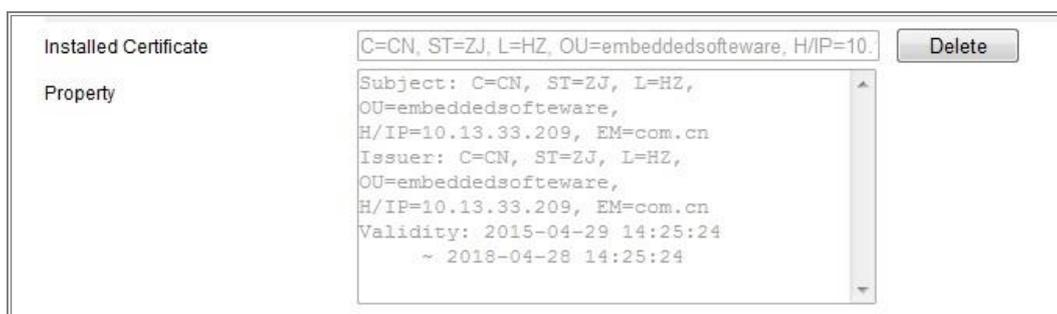 Installed Certificate C=CN, ST=ZJ, L=HZ, OU=embeddedsofteware, H/IP=10. Delete
Property
Subject: C=CN, ST=ZJ, L=HZ,
OU=embeddedsofteware,
H/IP=10.13.33.209, EM=com.cn
Issuer: C=CN, ST=ZJ, L=HZ,
OU=embeddedsofteware,
H/IP=10.13.33.209, EM=com.cn
Validity: 2015-04-29 14:25:24
~ 2018-04-28 14:25:24